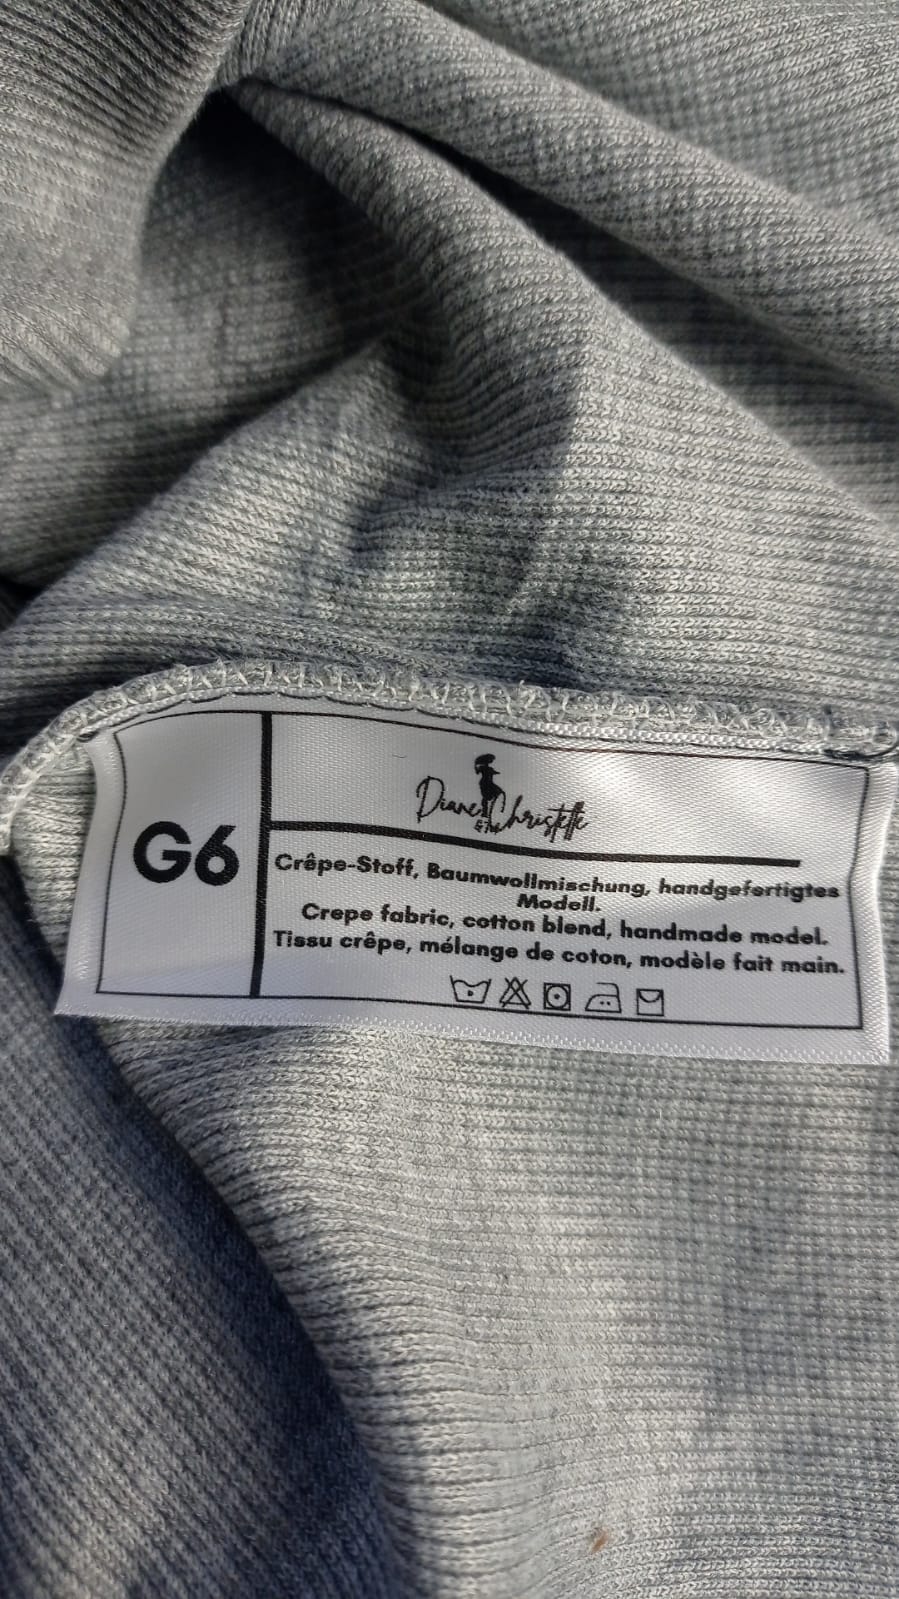 G6
Diane & the Christelle
Crêpe-Stoff, Baumwollmischung, handgefertigtes
Modell.
Crepe fabric, cotton blend, handmade model.
Tissu crêpe, mélange de coton, modèle fait main.